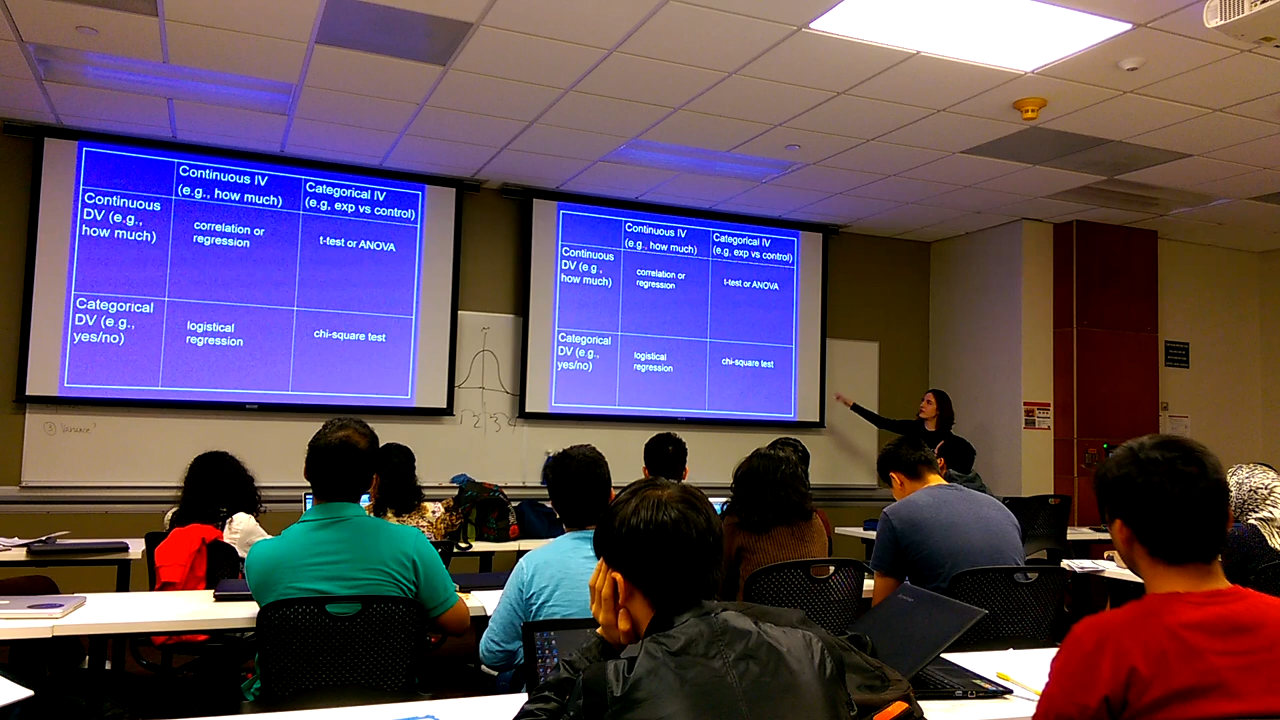 Continuous IV
(e.g., how much)
Categorical IV
(e.g, exp vs control)
Continuous
DV (e.g.,
how much)
correlation or
regression
t-test or ANOVA
Categorical
DV (e.g.,
yes/no)
logistical
regression
chi-square test
Continuous IV
(e.g., how much)
Categorical IV
(e.g, exp vs control)
Continuous
DV (e.g.,
how much)
correlation or
regression
t-test or ANOVA
Categorical
DV (e.g.,
yes/no)
logistical
regression
chi-square test
③ Variance